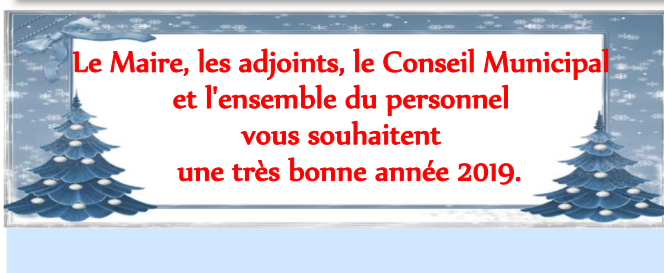 Le Maire, les adjoints, le Conseil Municipal
et l'ensemble du personnel
vous souhaitent
une très bonne année 2019.